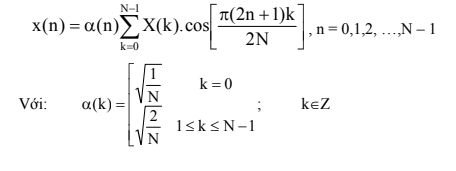 x(n) = α(n) N–1 ∑ k=0 X(k).cos[π(2n + 1)k / 2N] , n = 0,1,2, …,N – 1
Với: α(k) = [ √(1/N) k = 0
√(2/N) 1 ≤ k ≤ N – 1 ; k∈Z